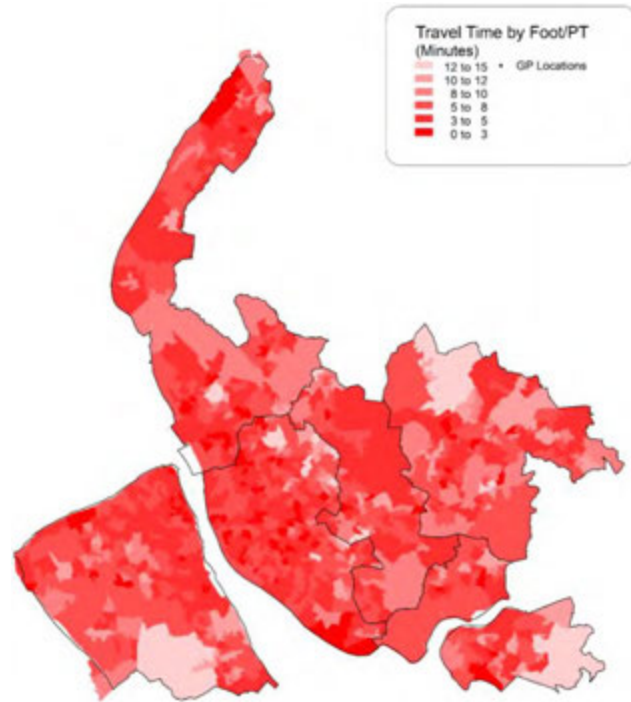 Travel Time by Foot/PT
(Minutes)
12 to 15 • GP Locations
10 to 12
8 to 10
5 to 8
3 to 5
0 to 3